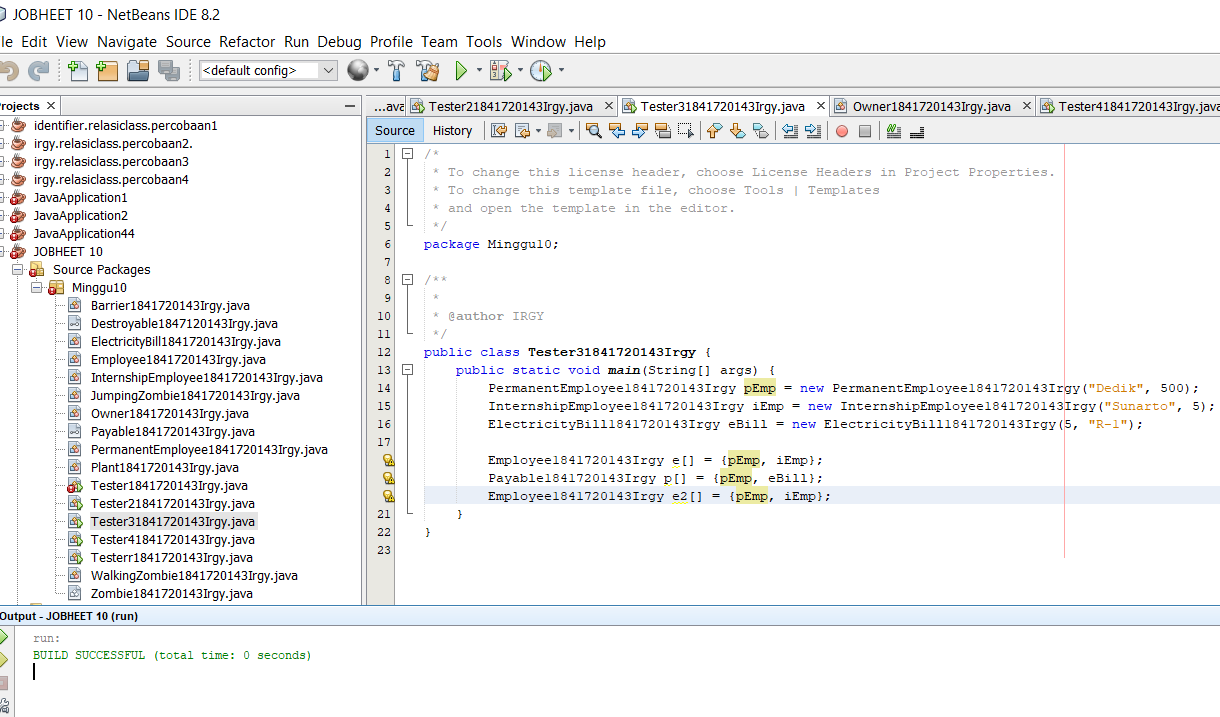 JOBHEET 10 - NetBeans IDE 8.2
le Edit View Navigate Source Refactor Run Debug Profile Team Tools Window Help
<default config>
rojects
...ava Tester21841720143Irgy.java Tester31841720143Irgy.java Owner1841720143Irgy.java Tester41841720143Irgy.java
Source History
identifier.relasiclass.percobaan1
irgy.relasiclass.percobaan2.
irgy.relasiclass.percobaan3
irgy.relasiclass.percobaan4
JavaApplication1
JavaApplication2
JavaApplication44
JOBHEET 10
Source Packages
Minggu10
Barrier1841720143Irgy.java
Destroyable1847120143Irgy.java
ElectricityBill1841720143Irgy.java
Employee1841720143Irgy.java
InternshipEmployee1841720143Irgy.java
JumpingZombie1841720143Irgy.java
Owner1841720143Irgy.java
Payable1841720143Irgy.java
PermanentEmployee1841720143Irgy.java
Plant1841720143Irgy.java
Tester1841720143Irgy.java
Tester21841720143Irgy.java
Tester31841720143Irgy.java
Tester41841720143Irgy.java
Testerr1841720143Irgy.java
WalkingZombie1841720143Irgy.java
Zombie1841720143Irgy.java
1 /*
2 * To change this license header, choose License Headers in Project Properties.
3 * To change this template file, choose Tools | Templates
4 * and open the template in the editor.
5 */
6 package Minggu10;
7
8 /**
9 *
10 * @author IRGY
11 */
12 public class Tester31841720143Irgy {
13 public static void main(String[] args) {
14 PermanentEmployee1841720143Irgy pEmp = new PermanentEmployee1841720143Irgy("Dedik", 500);
15 InternshipEmployee1841720143Irgy iEmp = new InternshipEmployee1841720143Irgy("Sunarto", 5);
16 ElectricityBill1841720143Irgy eBill = new ElectricityBill1841720143Irgy(5, "R-1");
17
Employee1841720143Irgy e[] = {pEmp, iEmp};
Payable1841720143Irgy p[] = {pEmp, eBill};
Employee1841720143Irgy e2[] = {pEmp, iEmp};
21 }
22 }
23
Output - JOBHEET 10 (run)
run:
BUILD SUCCESSFUL (total time: 0 seconds)